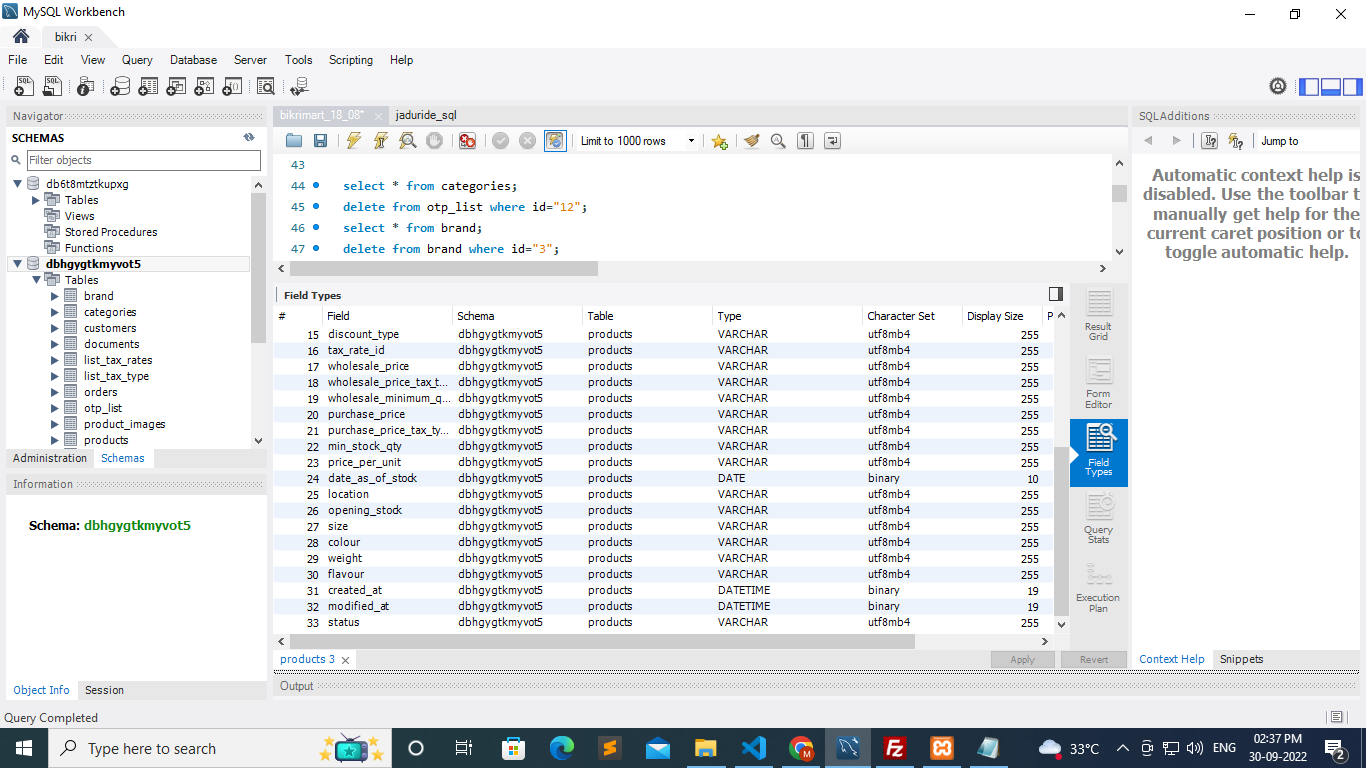 MySQL Workbench
bikri
File Edit View Query Database Server Tools Scripting Help
Navigator
SCHEMAS
Filter objects
db6t8mtztkupxg
Tables
Views
Stored Procedures
Functions
dbhgygtkmyvot5
Tables
brand
categories
customers
documents
list_tax_rates
list_tax_type
orders
otp_list
product_images
products
Administration Schemas
Information
Schema: dbhgygtkmyvot5
Object Info Session
bikrimart_18_08* jaduride_sql
Limit to 1000 rows
43
44 select * from categories;
45 delete from otp_list where id="12";
46 select * from brand;
47 delete from brand where id="3";
Field Types
# Field Schema Table Type Character Set Display Size P
15 discount_type dbhgygtkmyvot5 products VARCHAR utf8mb4 255
16 tax_rate_id dbhgygtkmyvot5 products VARCHAR utf8mb4 255
17 wholesale_price dbhgygtkmyvot5 products VARCHAR utf8mb4 255
18 wholesale_price_tax_t... dbhgygtkmyvot5 products VARCHAR utf8mb4 255
19 wholesale_minimum_q... dbhgygtkmyvot5 products VARCHAR utf8mb4 255
20 purchase_price dbhgygtkmyvot5 products VARCHAR utf8mb4 255
21 purchase_price_tax_ty... dbhgygtkmyvot5 products VARCHAR utf8mb4 255
22 min_stock_qty dbhgygtkmyvot5 products VARCHAR utf8mb4 255
23 price_per_unit dbhgygtkmyvot5 products VARCHAR utf8mb4 255
24 date_as_of_stock dbhgygtkmyvot5 products DATE binary 10
25 location dbhgygtkmyvot5 products VARCHAR utf8mb4 255
26 opening_stock dbhgygtkmyvot5 products VARCHAR utf8mb4 255
27 size dbhgygtkmyvot5 products VARCHAR utf8mb4 255
28 colour dbhgygtkmyvot5 products VARCHAR utf8mb4 255
29 weight dbhgygtkmyvot5 products VARCHAR utf8mb4 255
30 flavour dbhgygtkmyvot5 products VARCHAR utf8mb4 255
31 created_at dbhgygtkmyvot5 products DATETIME binary 19
32 modified_at dbhgygtkmyvot5 products DATETIME binary 19
33 status dbhgygtkmyvot5 products VARCHAR utf8mb4 255
Result
Grid
Form
Editor
Field
Types
Query
Stats
Execution
Plan
products 3
Apply Revert
Output
SQLAdditions
Jump to
Automatic context help is
disabled. Use the toolbar t
manually get help for the
current caret position or to
toggle automatic help.
Context Help Snippets
Query Completed
Type here to search
33°C
ENG
02:37 PM
30-09-2022
2